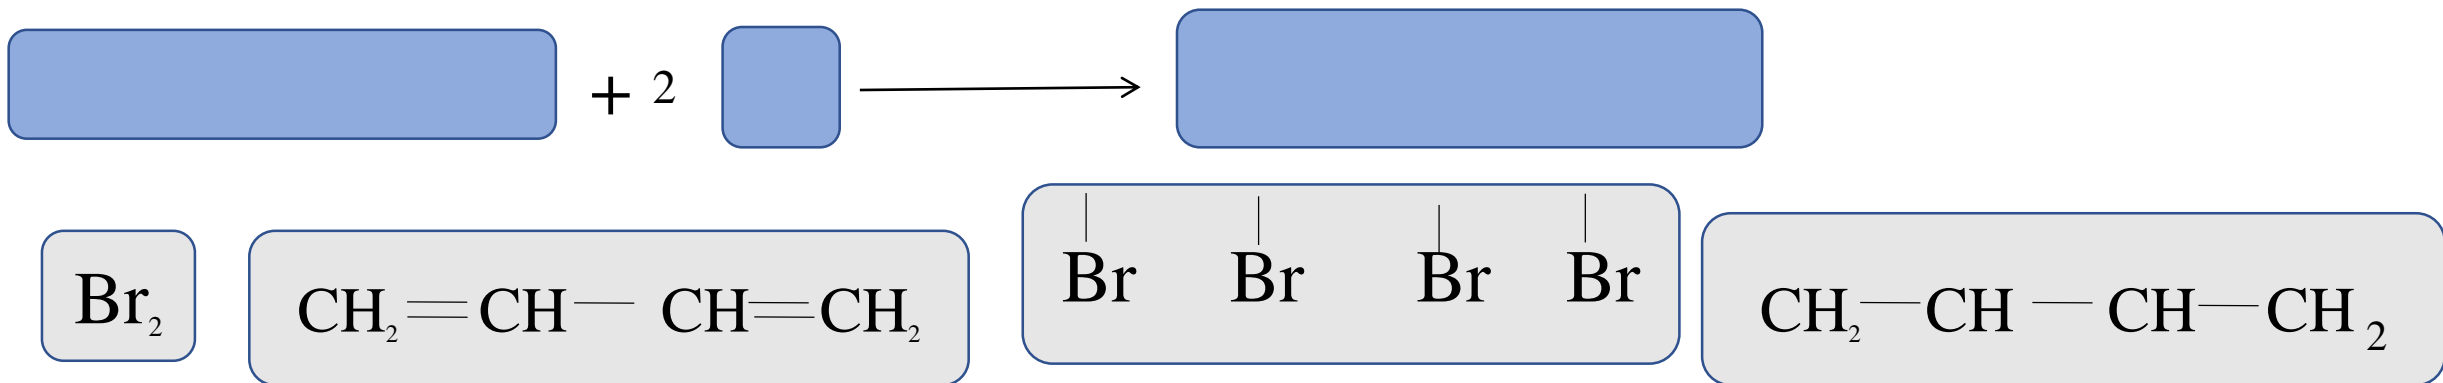 + 2
Br Br Br Br
Br₂ CH₂=CH—CH=CH₂ CH₂—CH—CH—CH₂